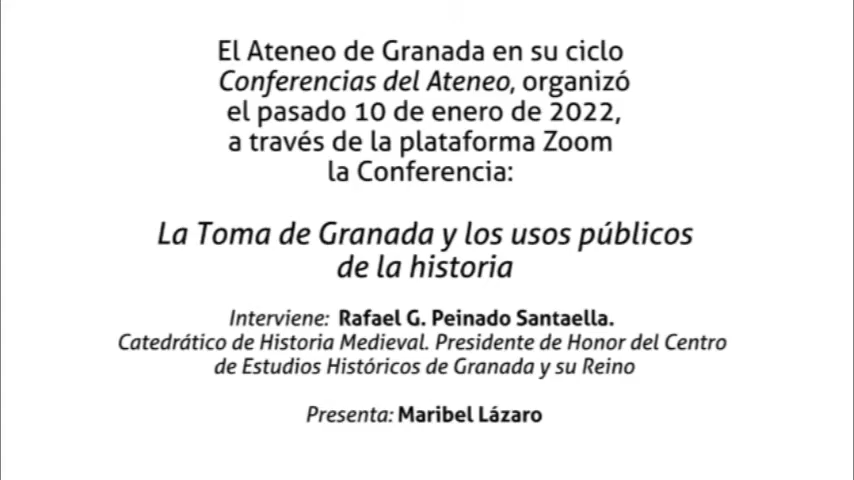 El Ateneo de Granada en su ciclo
Conferencias del Ateneo, organizó
el pasado 10 de enero de 2022,
a través de la plataforma Zoom
la Conferencia:
La Toma de Granada y los usos públicos
de la historia
Interviene: Rafael G. Peinado Santaella.
Catedrático de Historia Medieval. Presidente de Honor del Centro
de Estudios Históricos de Granada y su Reino
Presenta: Maribel Lázaro